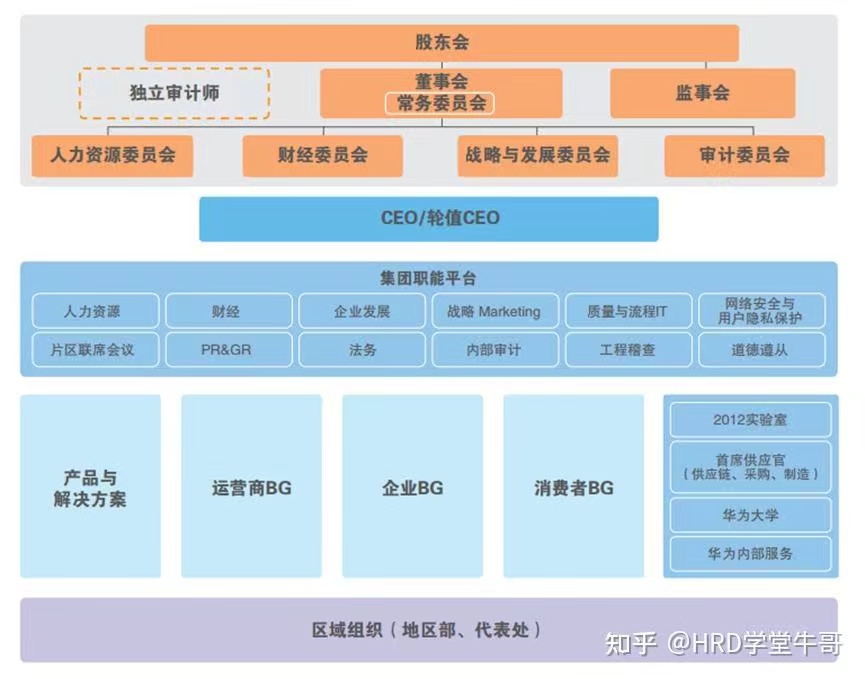 股东会
独立审计师
董事会
常务委员会
监事会
人力资源委员会
财经委员会
战略与发展委员会
审计委员会
CEO/轮值CEO
集团职能平台
人力资源
财经
企业发展
战略 Marketing
质量与流程IT
网络安全与
用户隐私保护
片区联席会议
PR&GR
法务
内部审计
工程稽查
道德遵从
产品与
解决方案
运营商BG
企业BG
消费者BG
2012实验室
首席供应官
（供应链、采购、制造）
华为大学
华为内部服务
区域组织（地区部、代表处）
知乎 @HRD学堂牛哥